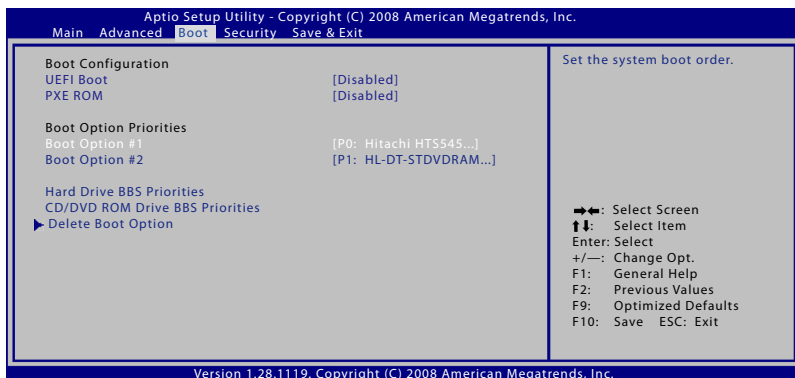 Aptio Setup Utility - Copyright (C) 2008 American Megatrends, Inc.
Main Advanced Boot Security Save & Exit
Boot Configuration
UEFI Boot [Disabled]
PXE ROM [Disabled]
Boot Option Priorities
Boot Option #1 [P0: Hitachi HTS545...]
Boot Option #2 [P1: HL-DT-STDVDRAM...]
Hard Drive BBS Priorities
CD/DVD ROM Drive BBS Priorities
Delete Boot Option
Set the system boot order.
→←: Select Screen
↑↓: Select Item
Enter: Select
+/—: Change Opt.
F1: General Help
F2: Previous Values
F9: Optimized Defaults
F10: Save ESC: Exit
Version 1.28.1119. Copyright (C) 2008 American Megatrends, Inc.